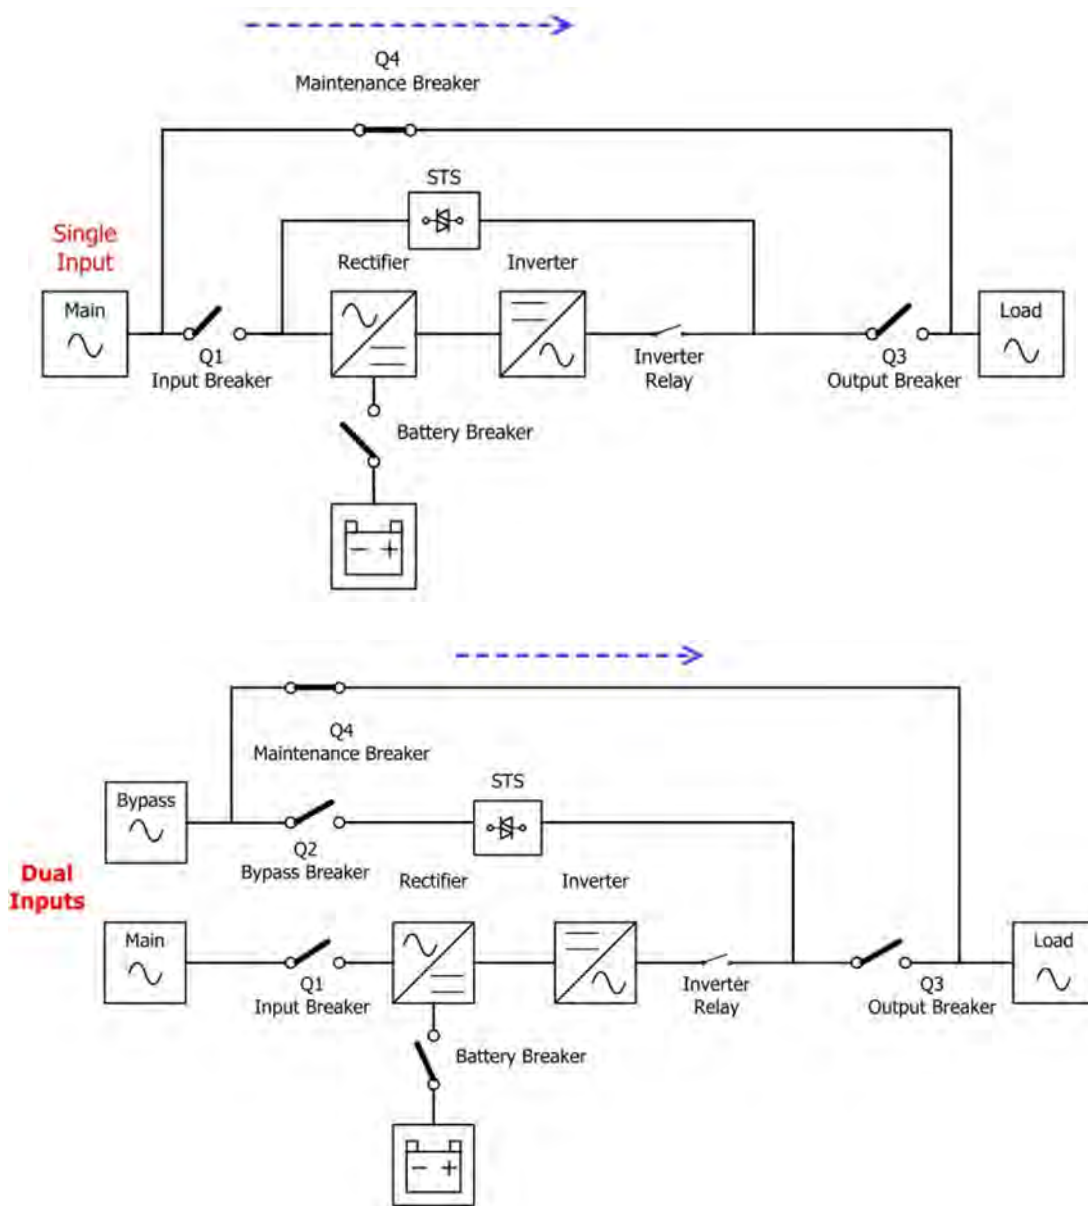 Q4
Maintenance Breaker
STS
Single
Input
Rectifier
Inverter
Main
Load
Q1
Input Breaker
Inverter
Relay
Q3
Output Breaker
Battery Breaker
- +
Q4
Maintenance Breaker
STS
Bypass
Q2
Bypass Breaker
Dual
Inputs
Rectifier
Inverter
Main
Load
Q1
Input Breaker
Inverter
Relay
Q3
Output Breaker
Battery Breaker
- +